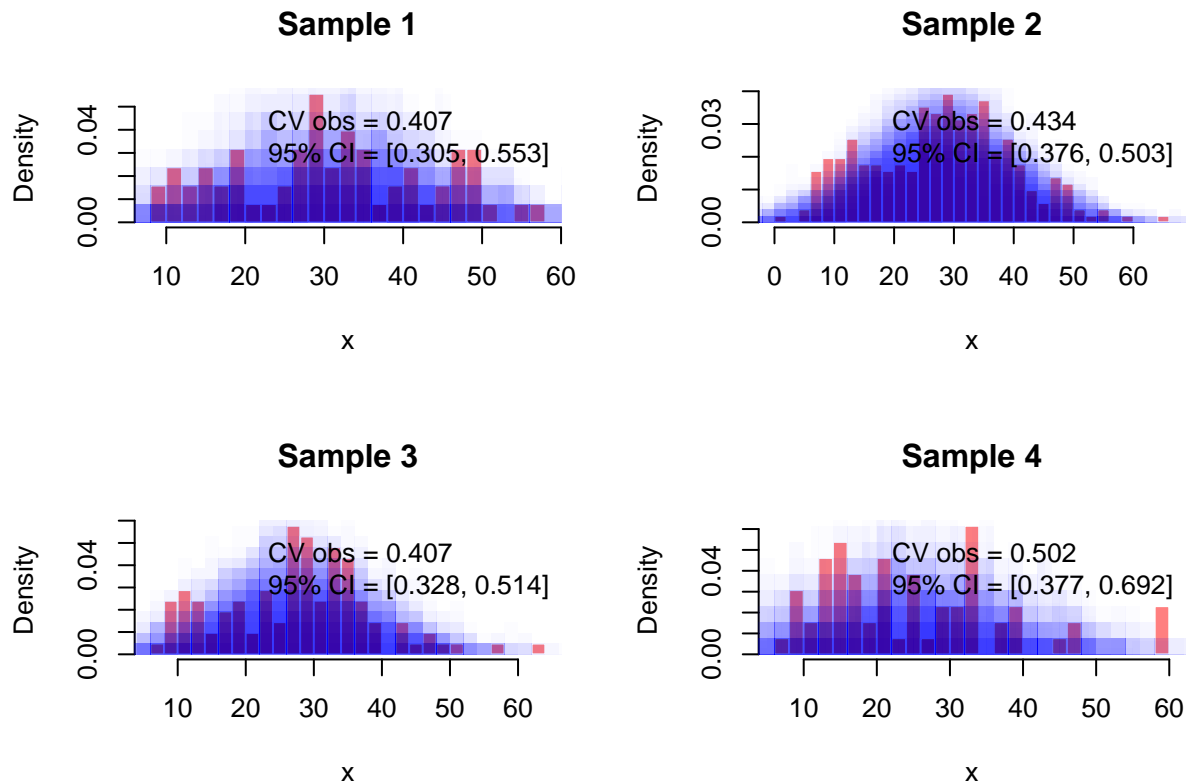 Sample 1
Density
0.00 0.04
CV obs = 0.407
95% CI = [0.305, 0.553]
10 20 30 40 50 60
x
Sample 2
Density
0.00 0.03
CV obs = 0.434
95% CI = [0.376, 0.503]
0 10 20 30 40 50 60
x
Sample 3
Density
0.00 0.04
CV obs = 0.407
95% CI = [0.328, 0.514]
10 20 30 40 50 60
x
Sample 4
Density
0.00 0.04
CV obs = 0.502
95% CI = [0.377, 0.692]
10 20 30 40 50 60
x